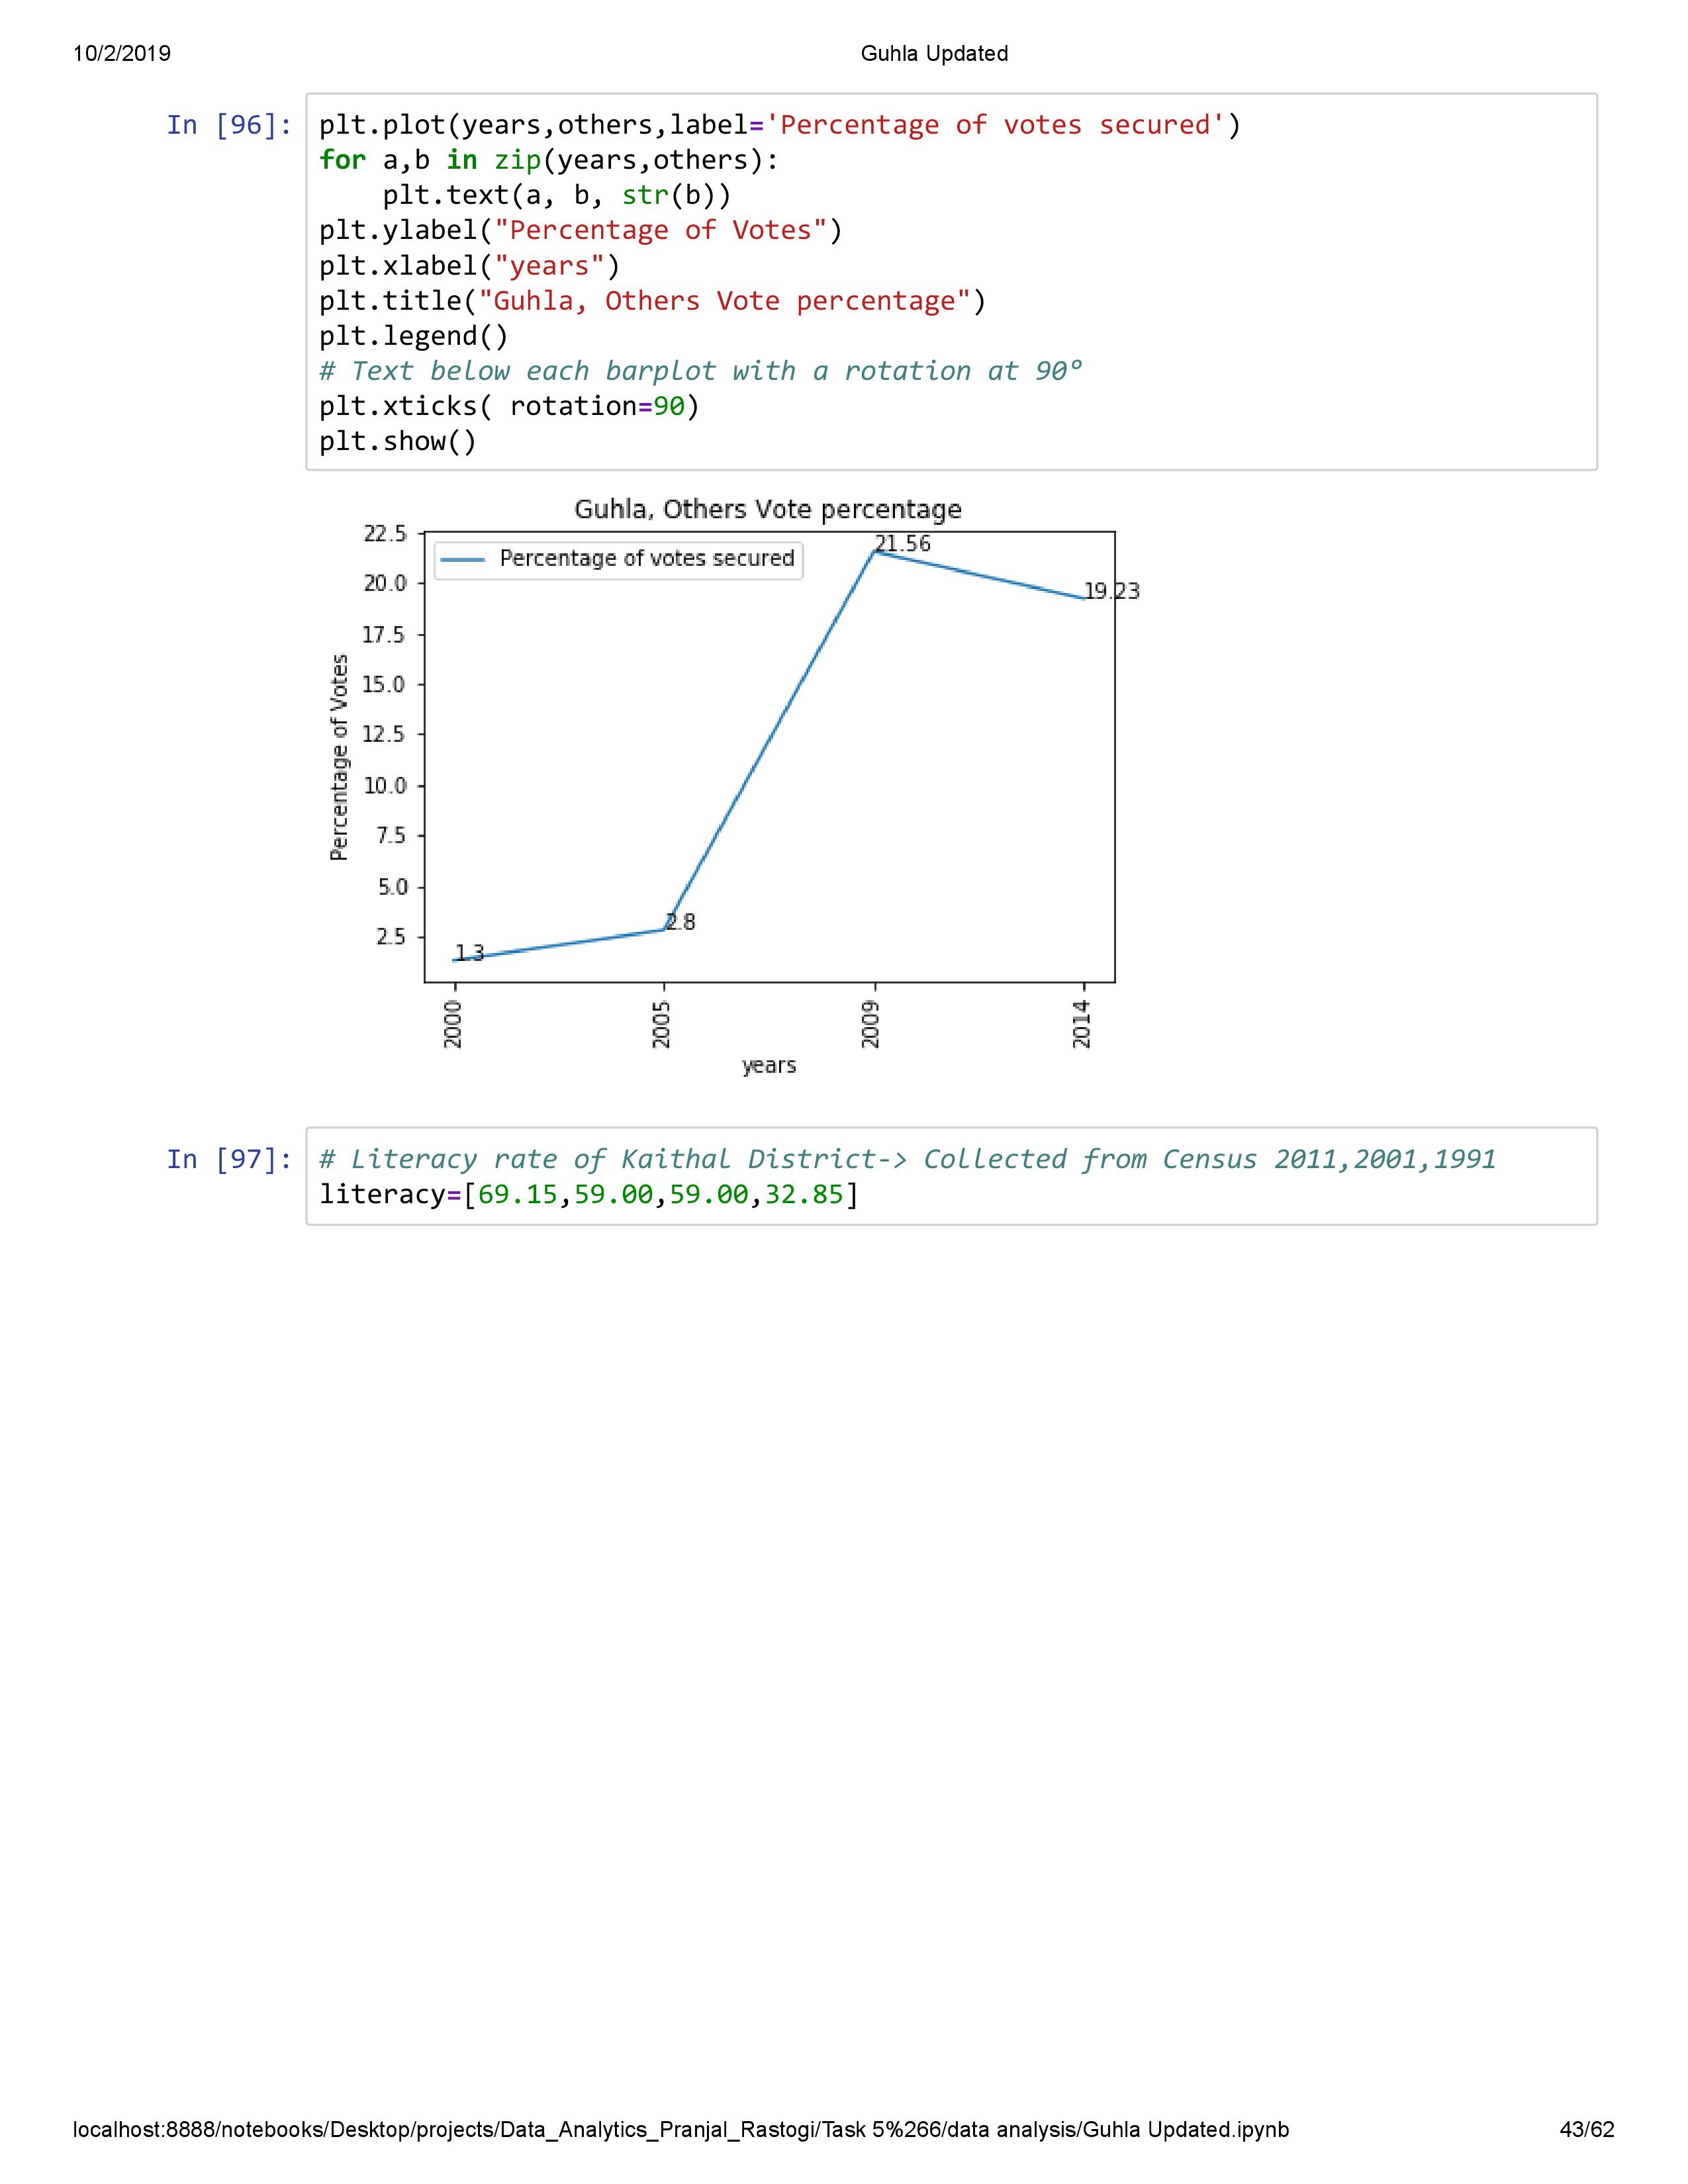 10/2/2019 Guhla Updated
In [96]: plt.plot(years,others,label='Percentage of votes secured')
for a,b in zip(years,others):
    plt.text(a, b, str(b))
plt.ylabel("Percentage of Votes")
plt.xlabel("years")
plt.title("Guhla, Others Vote percentage")
plt.legend()
# Text below each barplot with a rotation at 90º
plt.xticks( rotation=90)
plt.show()
Guhla, Others Vote percentage
Percentage of votes secured
22.5
20.0
17.5
15.0
12.5
10.0
7.5
5.0
2.5
Percentage of Votes
1.3
2.8
21.56
19.23
2000 2005 2009 2014
years
In [97]: # Literacy rate of Kaithal District-> Collected from Census 2011,2001,1991
literacy=[69.15,59.00,59.00,32.85]
localhost:8888/notebooks/Desktop/projects/Data_Analytics_Pranjal_Rastogi/Task 5%266/data analysis/Guhla Updated.ipynb 43/62